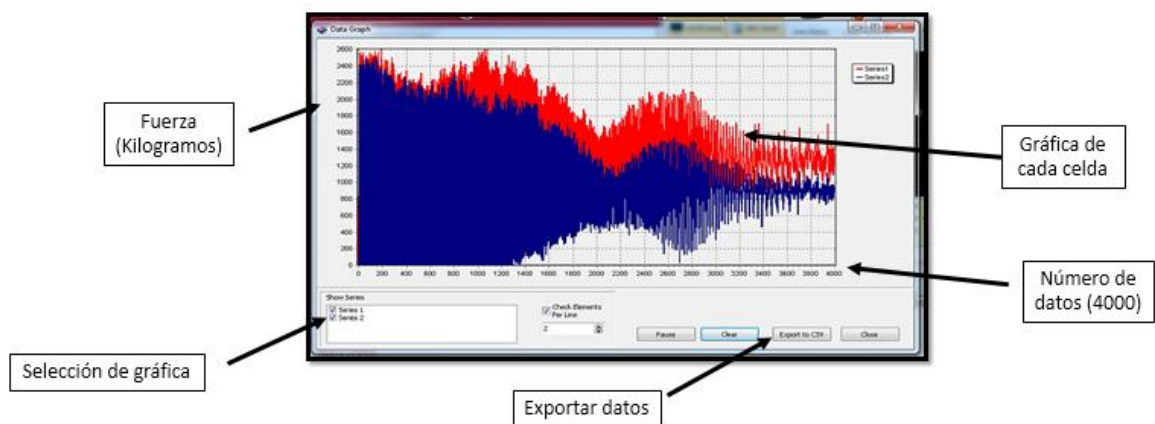 Data Graph
2600
2400
2200
2000
1800
1600
1400
1200
1000
800
600
400
200
0
0 200 400 600 800 1000 1200 1400 1600 1800 2000 2200 2400 2600 2800 3000 3200 3400 3600 3800 4000
Series1
Series2
Fuerza
(Kilogramos)
Gráfica de
cada celda
Número de
datos (4000)
Show Series
Series 1
Series 2
Check Elements
Per Line
2
Pause
Clear
Export to CSV
Close
Selección de gráfica
Exportar datos